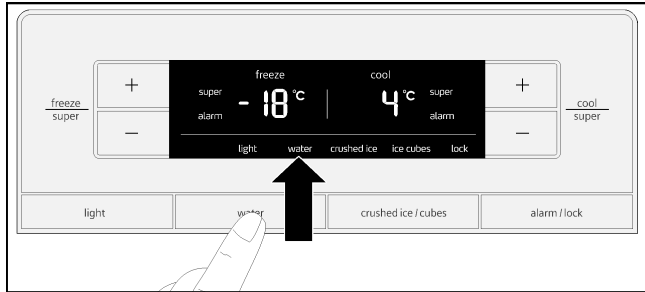 freeze cool
+ super - 18 °C 4 °C super +
freeze
super
cool
super
− alarm alarm −
light water crushed ice ice cubes lock
light water crushed ice / cubes alarm / lock